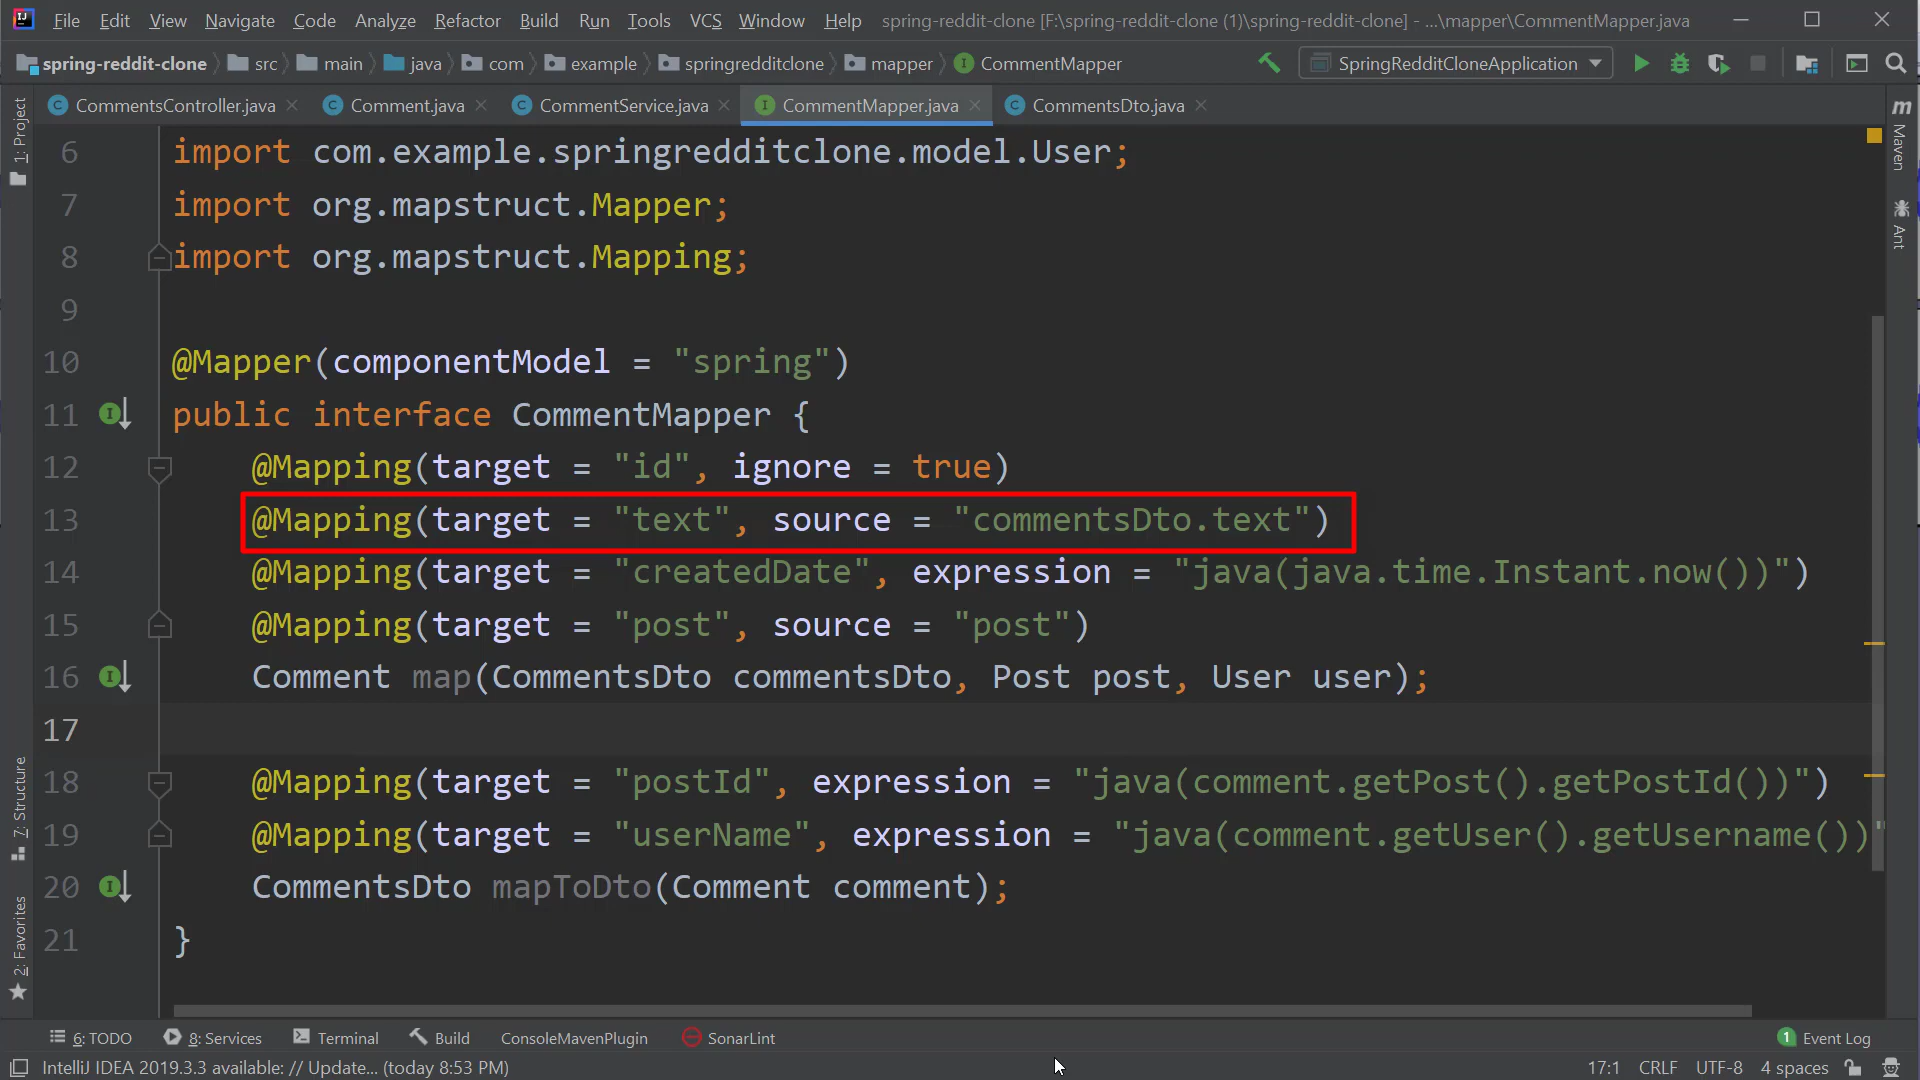 File Edit View Navigate Code Analyze Refactor Build Run Tools VCS Window Help spring-reddit-clone [F:\spring-reddit-clone (1)\spring-reddit-clone] - ...\mapper\CommentMapper.java
spring-reddit-clone src main java com example springredditclone mapper CommentMapper SpringRedditCloneApplication
CommentsController.java Comment.java CommentService.java CommentMapper.java CommentsDto.java
1: Project
7: Structure
2: Favorites
6 import com.example.springredditclone.model.User;
7 import org.mapstruct.Mapper;
8 import org.mapstruct.Mapping;
9
10 @Mapper(componentModel = "spring")
11 public interface CommentMapper {
12 @Mapping(target = "id", ignore = true)
13 @Mapping(target = "text", source = "commentsDto.text")
14 @Mapping(target = "createdDate", expression = "java(java.time.Instant.now())")
15 @Mapping(target = "post", source = "post")
16 Comment map(CommentsDto commentsDto, Post post, User user);
17
18 @Mapping(target = "postId", expression = "java(comment.getPost().getPostId())")
19 @Mapping(target = "userName", expression = "java(comment.getUser().getUsername())"
20 CommentsDto mapToDto(Comment comment);
21 }
m Maven
Ant
6: TODO 8: Services Terminal Build ConsoleMavenPlugin SonarLint 1 Event Log
IntelliJ IDEA 2019.3.3 available: // Update... (today 8:53 PM) 17:1 CRLF UTF-8 4 spaces